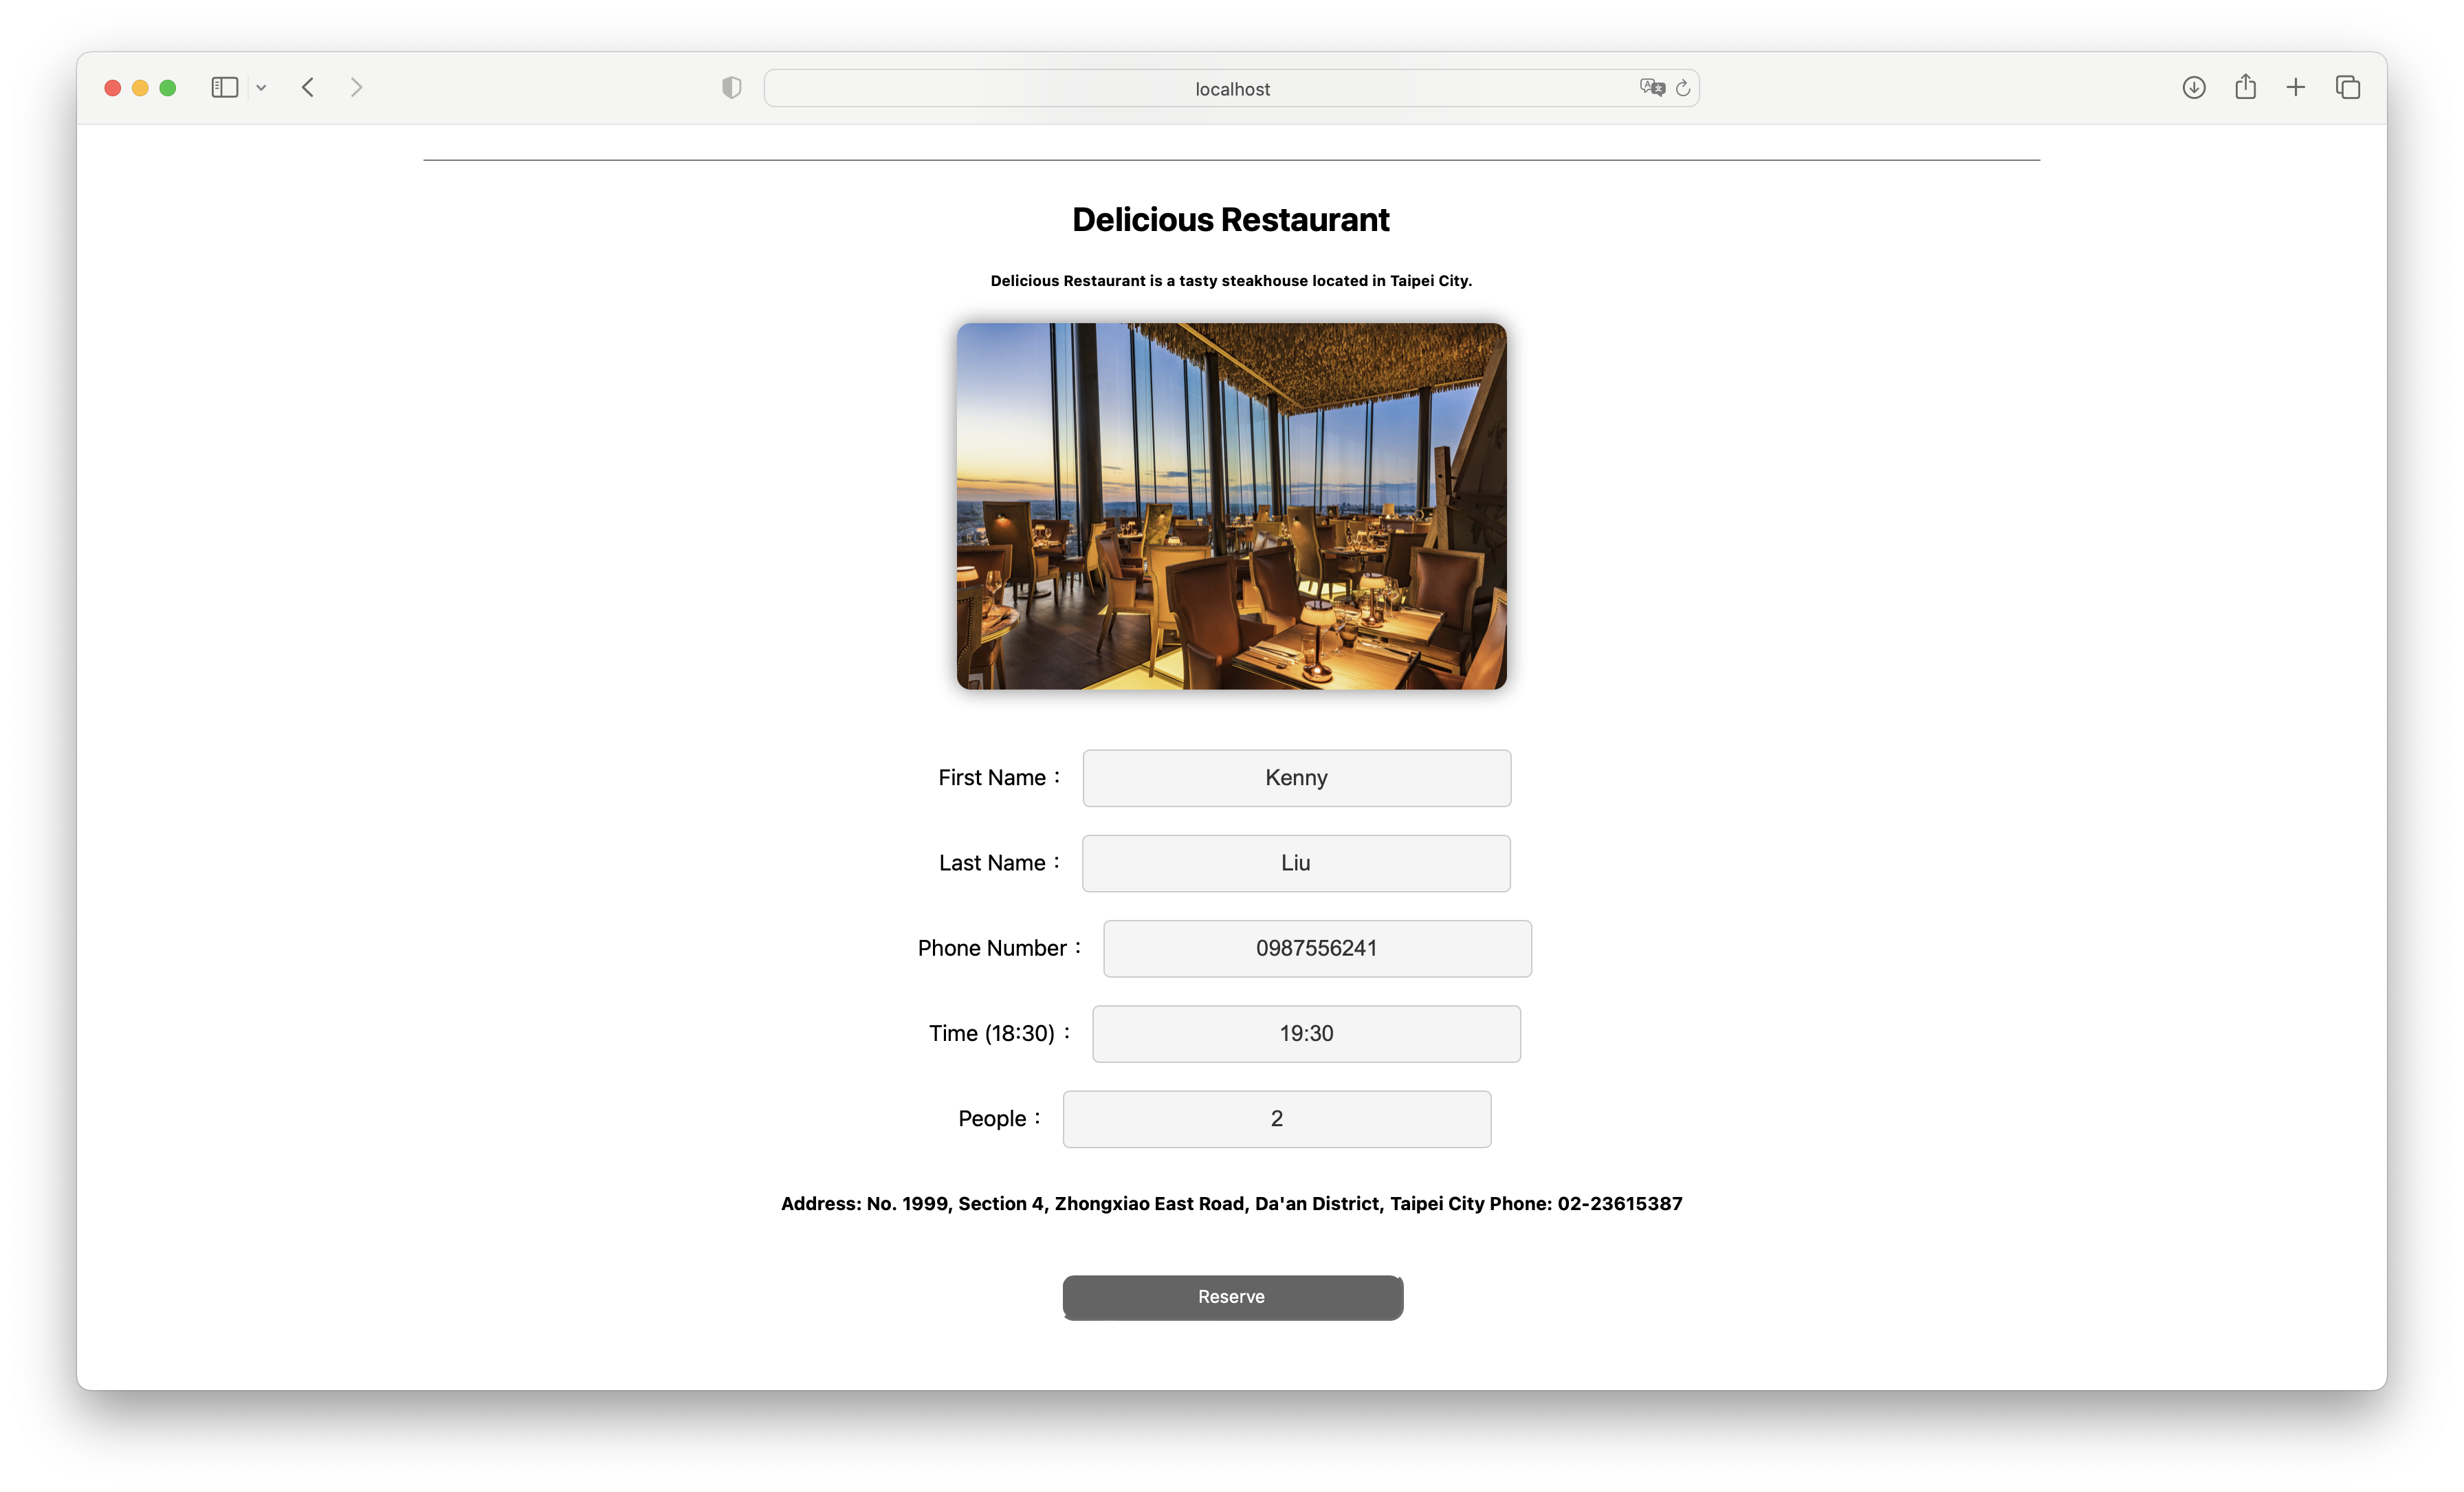 localhost
Delicious Restaurant
Delicious Restaurant is a tasty steakhouse located in Taipei City.
First Name： Kenny
Last Name： Liu
Phone Number： 0987556241
Time (18:30)： 19:30
People： 2
Address: No. 1999, Section 4, Zhongxiao East Road, Da'an District, Taipei City Phone: 02-23615387
Reserve